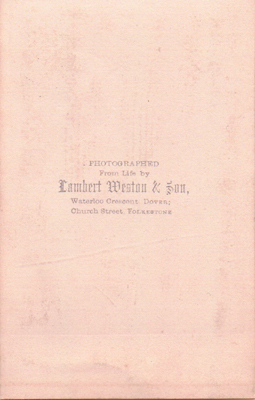 PHOTOGRAPHED
From Life by
Lambert Weston & Son,
Waterloo Crescent, Dover;
Church Street, Folkestone